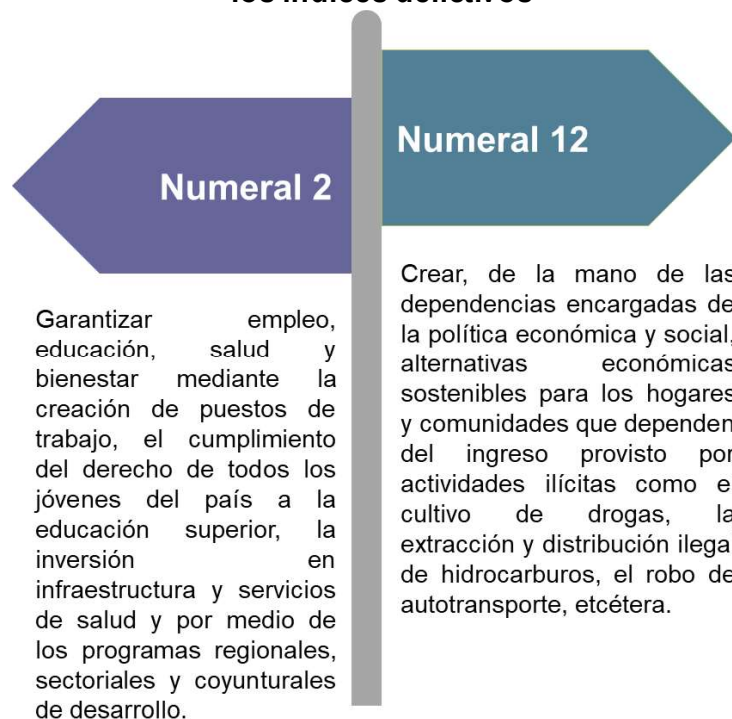 los índices delictivos
Numeral 2
Garantizar empleo,
educación, salud y
bienestar mediante la
creación de puestos de
trabajo, el cumplimiento
del derecho de todos los
jóvenes del país a la
educación superior, la
inversión en
infraestructura y servicios
de salud y por medio de
los programas regionales,
sectoriales y coyunturales
de desarrollo.
Numeral 12
Crear, de la mano de las
dependencias encargadas de
la política económica y social,
alternativas económicas
sostenibles para los hogares
y comunidades que dependen
del ingreso provisto por
actividades ilícitas como e
cultivo de drogas, la
extracción y distribución ilega
de hidrocarburos, el robo de
autotransporte, etcétera.